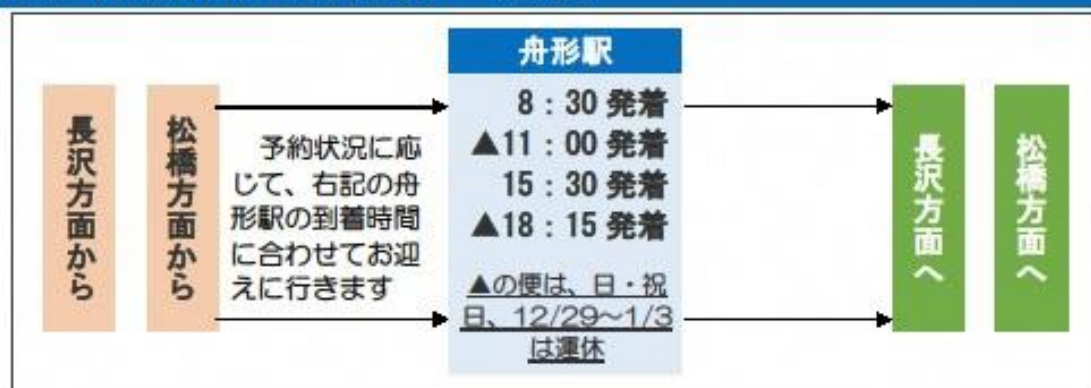 長沢方面から
松橋方面から
予約状況に応
じて、右記の舟
形駅の到着時間
に合わせてお迎
えに行きます
舟形駅
8：30 発着
▲11：00 発着
15：30 発着
▲18：15 発着
▲の便は、日・祝
日、12/29～1/3
は運休
長沢方面へ
松橋方面へ